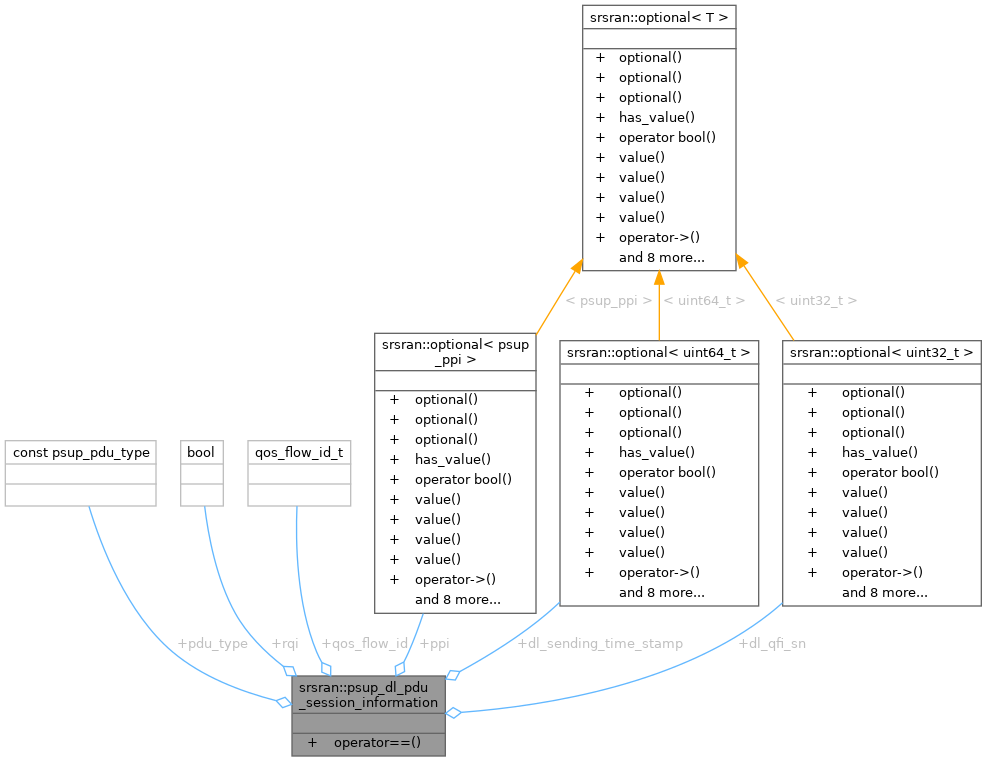 srsran::optional< T >
+ optional()
+ optional()
+ optional()
+ has_value()
+ operator bool()
+ value()
+ value()
+ value()
+ value()
+ operator->()
and 8 more...
< psup_ppi >
< uint64_t >
< uint32_t >
srsran::optional< psup
_ppi >
+ optional()
+ optional()
+ optional()
+ has_value()
+ operator bool()
+ value()
+ value()
+ value()
+ value()
+ operator->()
and 8 more...
srsran::optional< uint64_t >
+ optional()
+ optional()
+ optional()
+ has_value()
+ operator bool()
+ value()
+ value()
+ value()
+ value()
+ operator->()
and 8 more...
srsran::optional< uint32_t >
+ optional()
+ optional()
+ optional()
+ has_value()
+ operator bool()
+ value()
+ value()
+ value()
+ value()
+ operator->()
and 8 more...
const psup_pdu_type
bool
qos_flow_id_t
+pdu_type
+rqi
+qos_flow_id
+ppi
+dl_sending_time_stamp
+dl_qfi_sn
srsran::psup_dl_pdu
_session_information
+ operator==()